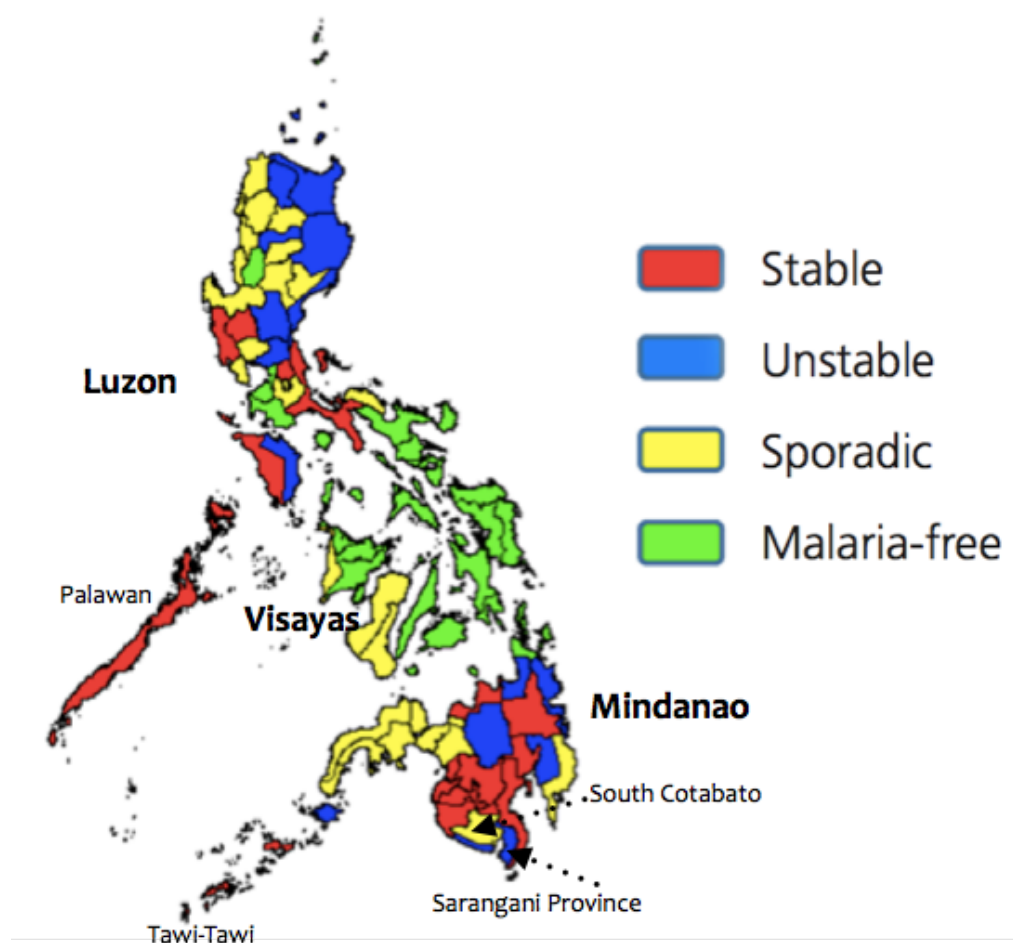 Stable
Unstable
Luzon
Sporadic
Malaria-free
Palawan
Visayas
Mindanao
South Cotabato
Sarangani Province
Tawi-Tawi